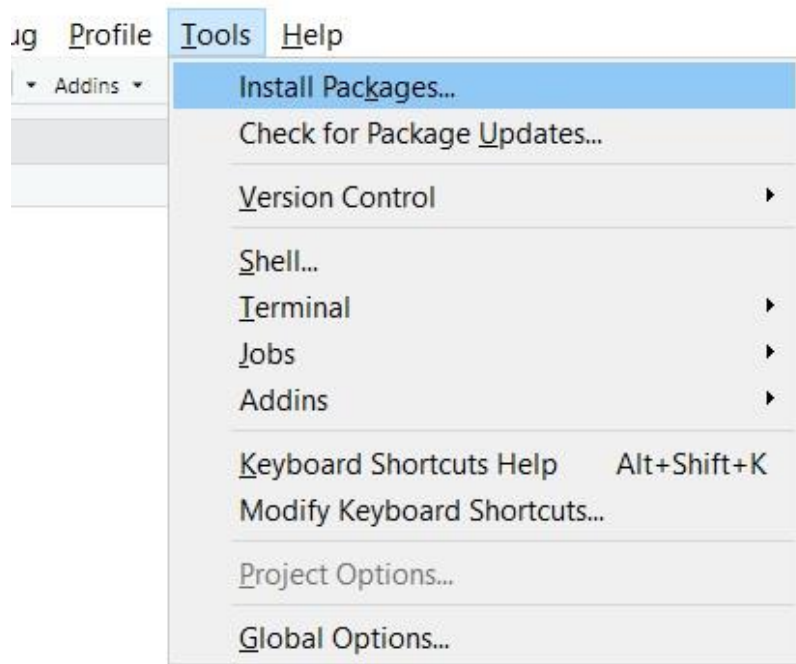 ug Profile Tools Help
Addins
Install Packages...
Check for Package Updates...
Version Control
Shell...
Terminal
Jobs
Addins
Keyboard Shortcuts Help Alt+Shift+K
Modify Keyboard Shortcuts...
Project Options...
Global Options...